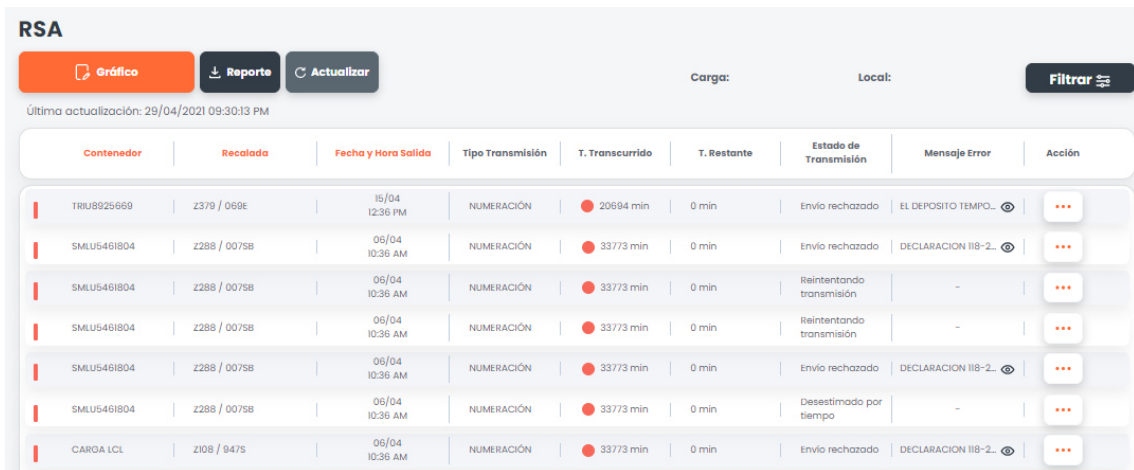 RSA
Gráfico Reporte Actualizar Carga: Local: Filtrar
Última actualización: 29/04/2021 09:30:13 PM
Contenedor Recalada Fecha y Hora Salida Tipo Transmisión T. Transcurrido T. Restante Estado de Transmisión Mensaje Error Acción
TRIU8925669 Z379 / 069E 15/04 12:36 PM NUMERACIÓN 20694 min 0 min Envío rechazado EL DEPOSITO TEMPO...
SMLU5461804 Z288 / 007SB 06/04 10:36 AM NUMERACIÓN 33773 min 0 min Envío rechazado DECLARACION 118-2...
SMLU5461804 Z288 / 007SB 06/04 10:36 AM NUMERACIÓN 33773 min 0 min Reintentando transmisión -
SMLU5461804 Z288 / 007SB 06/04 10:36 AM NUMERACIÓN 33773 min 0 min Reintentando transmisión -
SMLU5461804 Z288 / 007SB 06/04 10:36 AM NUMERACIÓN 33773 min 0 min Envío rechazado DECLARACION 118-2...
SMLU5461804 Z288 / 007SB 06/04 10:36 AM NUMERACIÓN 33773 min 0 min Desestimado por tiempo -
CARGA LCL Z108 / 947S 06/04 10:36 AM NUMERACIÓN 33773 min 0 min Envío rechazado DECLARACION 118-2...